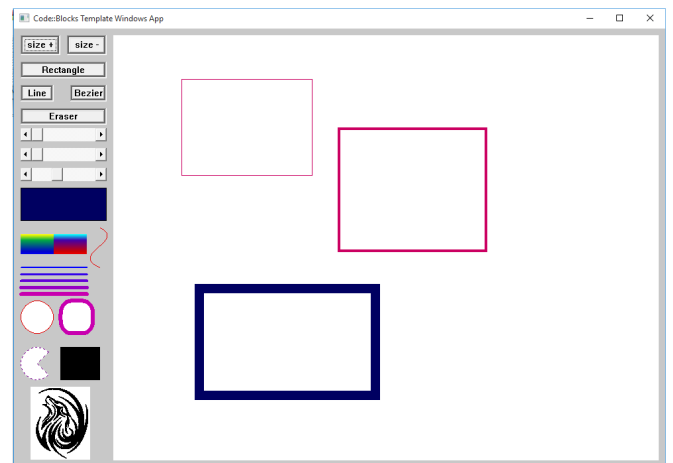 Code::Blocks Template Windows App
size + size -
Rectangle
Line Bezier
Eraser